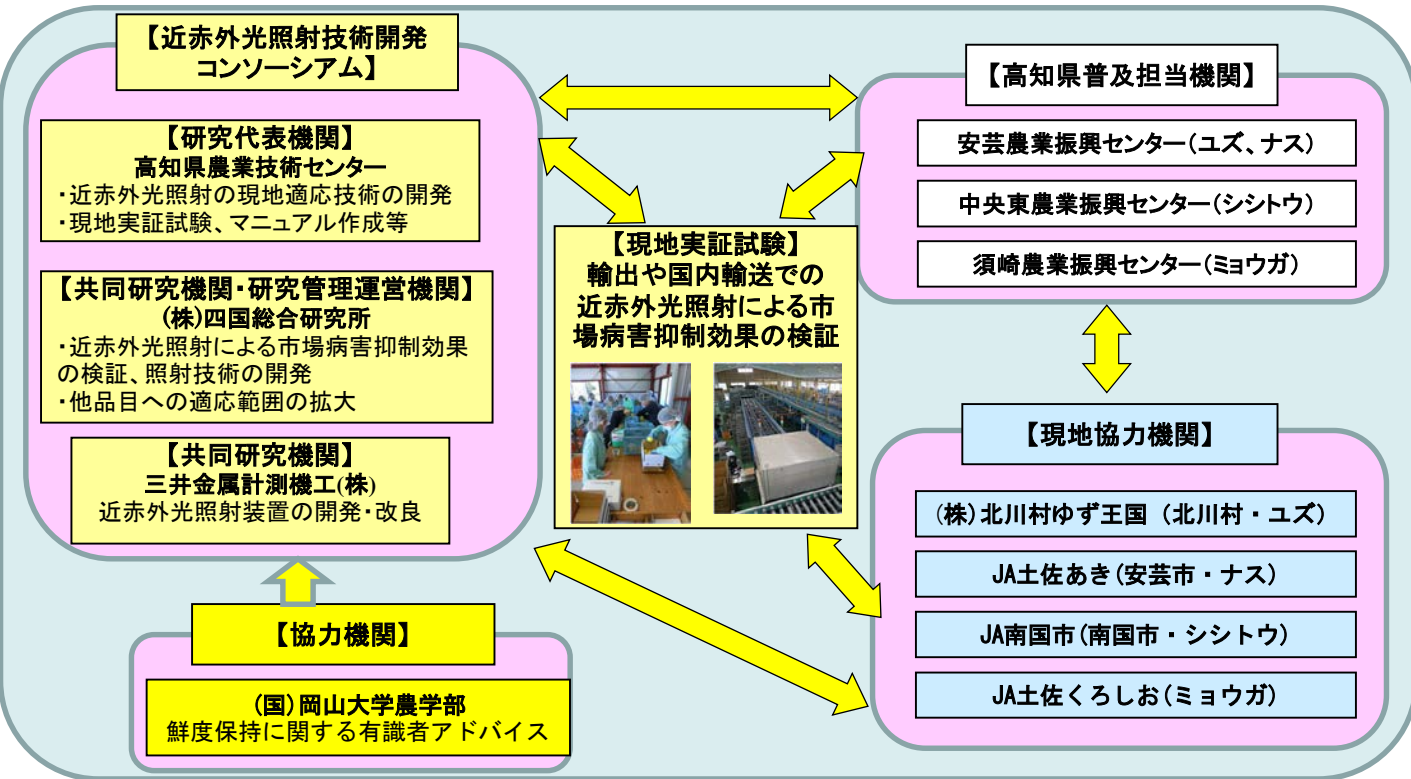 【近赤外光照射技術開発
コンソーシアム】
【研究代表機関】
高知県農業技術センター
・近赤外光照射の現地適応技術の開発
・現地実証試験、マニュアル作成等
【共同研究機関・研究管理運営機関】
(株)四国総合研究所
・近赤外光照射による市場病害抑制効果
の検証、照射技術の開発
・他品目への適応範囲の拡大
【共同研究機関】
三井金属計測機工(株)
近赤外光照射装置の開発・改良
【協力機関】
(国)岡山大学農学部
鮮度保持に関する有識者アドバイス
【現地実証試験】
輸出や国内輸送での
近赤外光照射による市
場病害抑制効果の検証
【高知県普及担当機関】
安芸農業振興センター(ユズ、ナス)
中央東農業振興センター(シシトウ)
須崎農業振興センター(ミョウガ)
【現地協力機関】
(株)北川村ゆず王国（北川村・ユズ）
JA土佐あき(安芸市・ナス)
JA南国市(南国市・シシトウ)
JA土佐くろしお(ミョウガ)